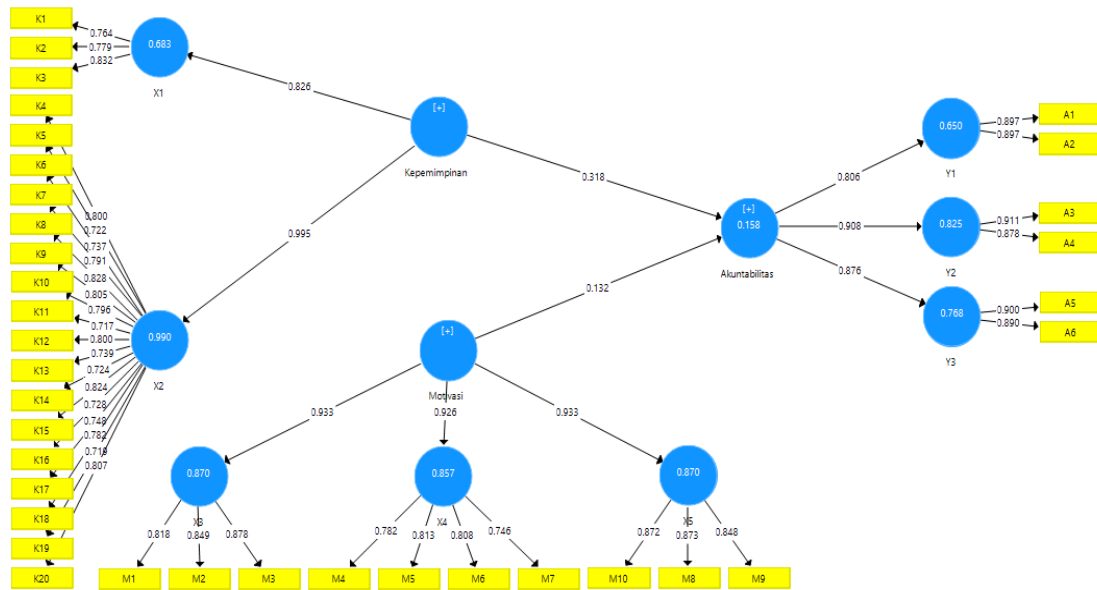 K1
K2
K3
K4
K5
K6
K7
K8
K9
K10
K11
K12
K13
K14
K15
K16
K17
K18
K19
K20
0.764
0.779
0.832
0.683
X1
0.826
[+]
Kepemimpinan
0.995
0.318
0.800
0.722
0.737
0.791
0.828
0.805
0.796
0.717
0.800
0.739
0.724
0.824
0.728
0.748
0.782
0.719
0.807
0.990
X2
[+]
Motivasi
0.132
0.933
0.926
0.933
0.870
X3
0.857
X4
0.870
X5
0.818
0.849
0.878
0.782
0.813
0.808
0.746
0.872
0.873
0.848
M1
M2
M3
M4
M5
M6
M7
M10
M8
M9
[+]
0.158
Akuntabilitas
0.806
0.908
0.876
0.650
Y1
0.825
Y2
0.768
Y3
0.897
0.897
0.911
0.878
0.900
0.890
A1
A2
A3
A4
A5
A6